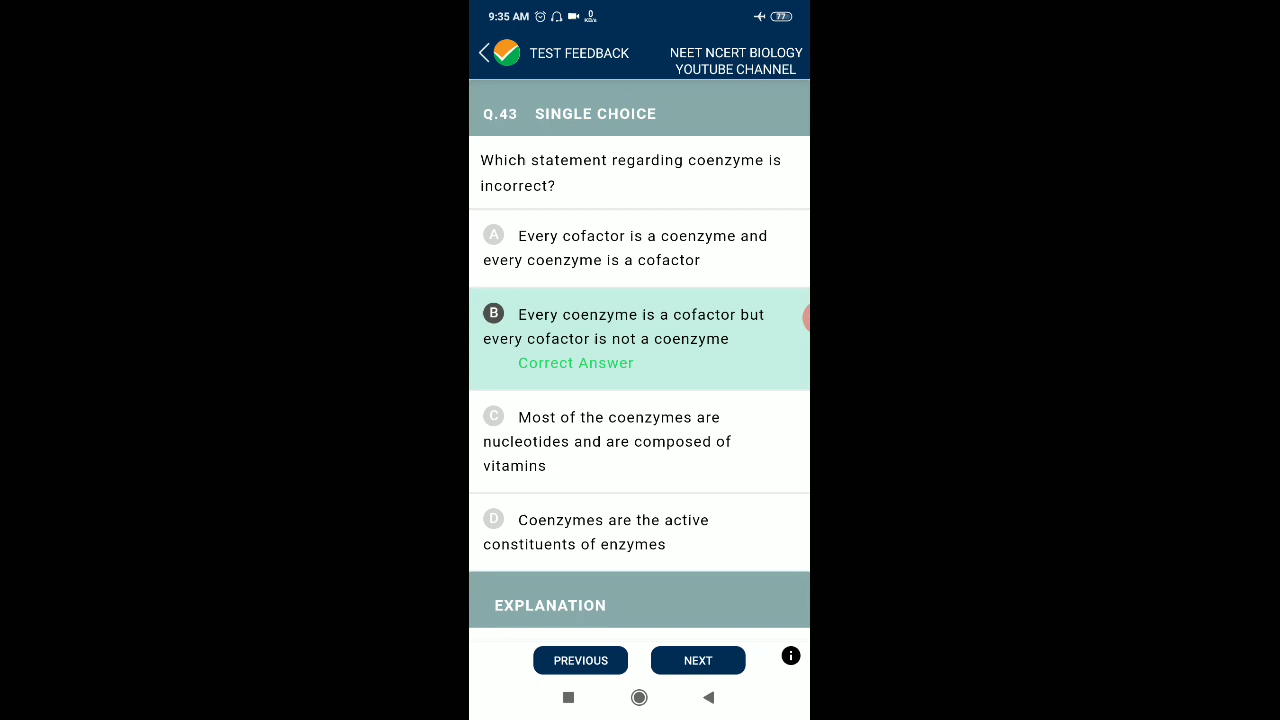 9:35 AM 0 KB/s 77
TEST FEEDBACK
NEET NCERT BIOLOGY
YOUTUBE CHANNEL
Q.43 SINGLE CHOICE
Which statement regarding coenzyme is
incorrect?
A Every cofactor is a coenzyme and
every coenzyme is a cofactor
B Every coenzyme is a cofactor but
every cofactor is not a coenzyme
Correct Answer
C Most of the coenzymes are
nucleotides and are composed of
vitamins
D Coenzymes are the active
constituents of enzymes
EXPLANATION
PREVIOUS NEXT